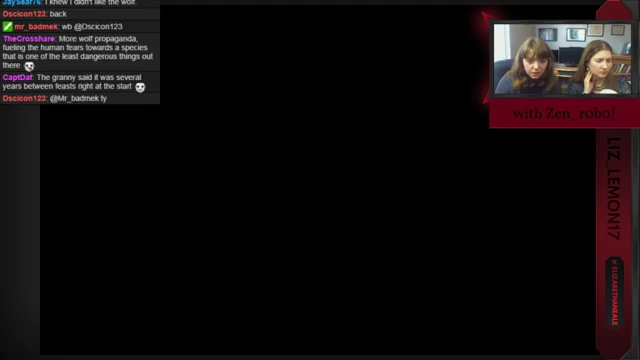 JaySear76: I knew I didn't like the wolf.
Dscicon123: back
mr_badmek: wb @Dscicon123
TheCrosshare: More wolf propaganda,
fueling the human fears towards a species
that is one of the least dangerous things out
there
CaptDaf: The granny said it was several
years between feasts right at the start
Dscicon123: @Mr_badmek ty
with Zen_robo!
LIZ_LEMON17